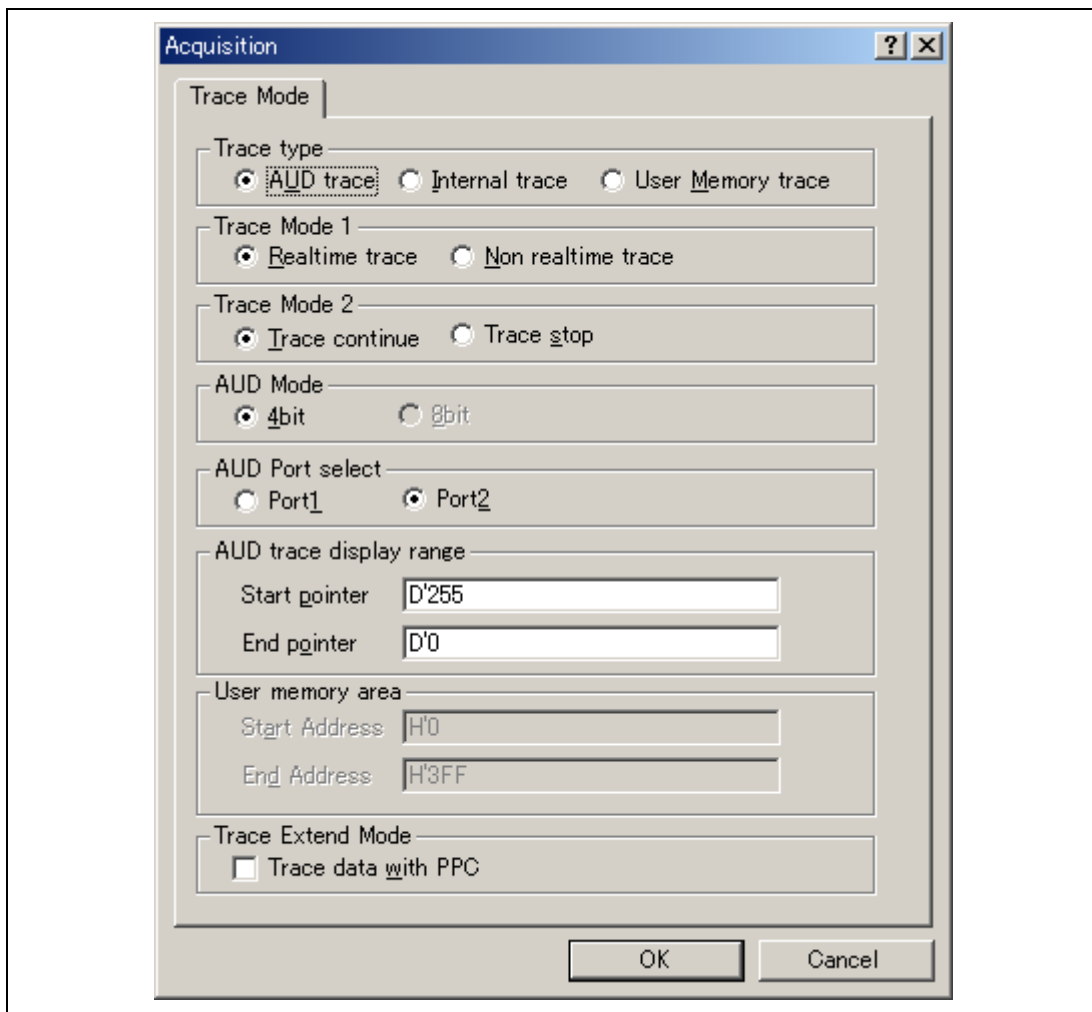 Acquisition
Trace Mode
Trace type
AUD trace Internal trace User Memory trace
Trace Mode 1
Realtime trace Non realtime trace
Trace Mode 2
Trace continue Trace stop
AUD Mode
4bit 8bit
AUD Port select
Port1 Port2
AUD trace display range
Start pointer D'255
End pointer D'0
User memory area
Start Address H'0
End Address H'3FF
Trace Extend Mode
Trace data with PPC
OK Cancel